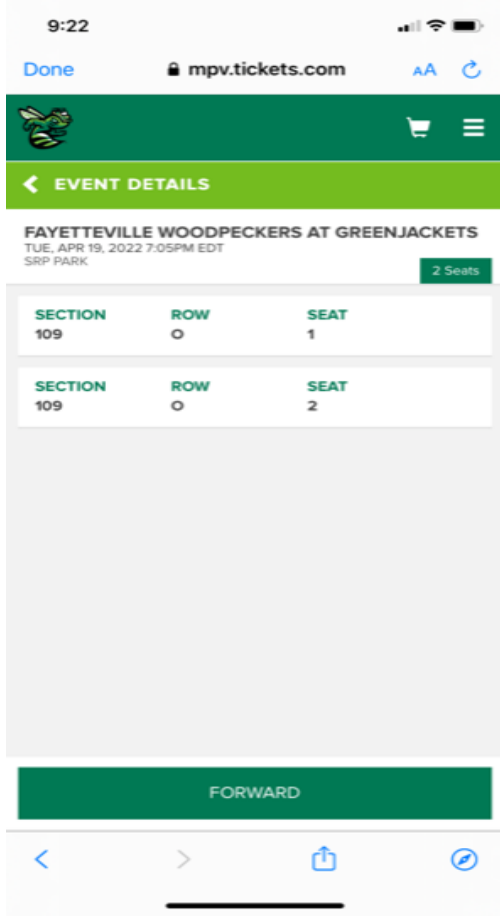 9:22
Done mpv.tickets.com AA
EVENT DETAILS
FAYETTEVILLE WOODPECKERS AT GREENJACKETS
TUE, APR 19, 2022 7:05PM EDT
SRP PARK
2 Seats
SECTION ROW SEAT
109 O 1
SECTION ROW SEAT
109 O 2
FORWARD